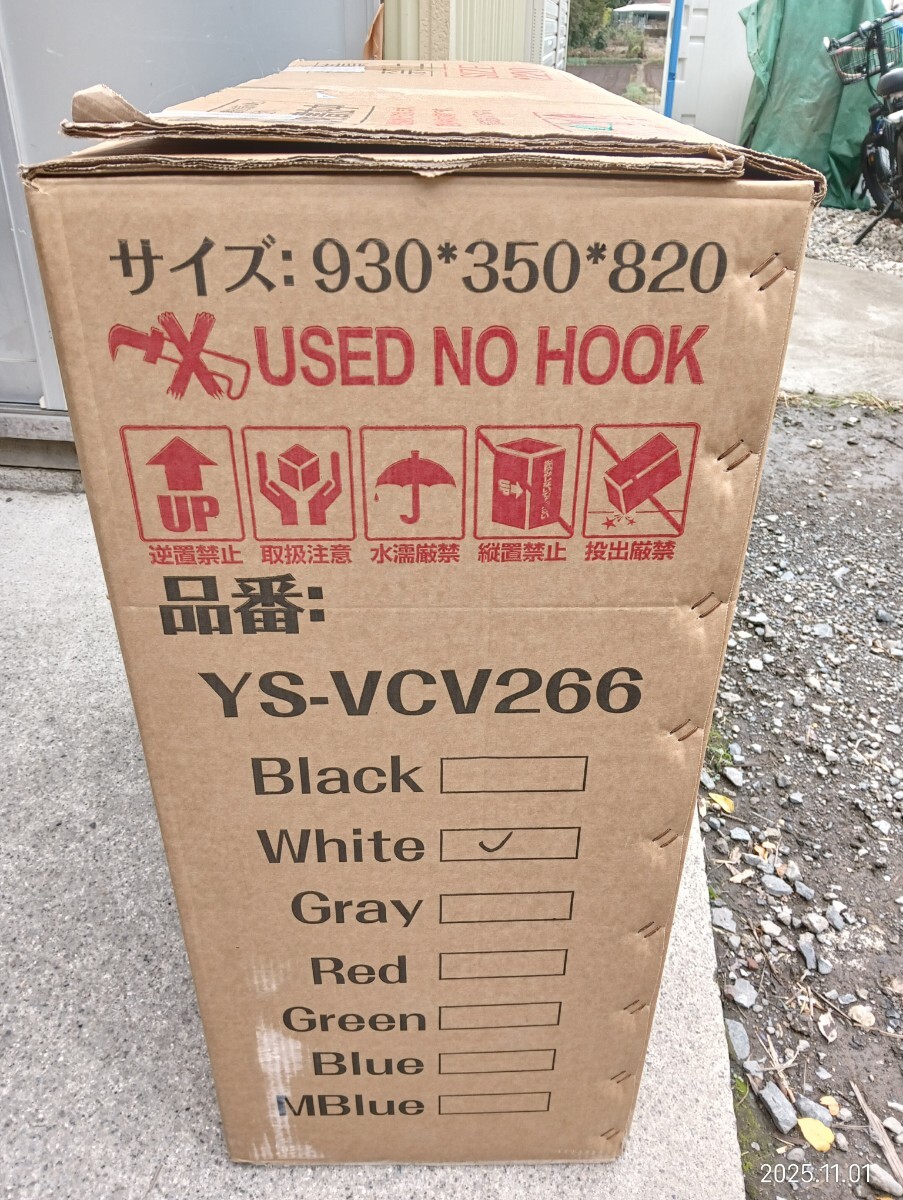 サイズ: 930*350*820
USED NO HOOK
UP
逆置禁止 取扱注意 水濡厳禁 縦置禁止 投出厳禁
品番:
YS-VCV266
Black
White ✓
Gray
Red
Green
Blue
MBlue
2025.11.01